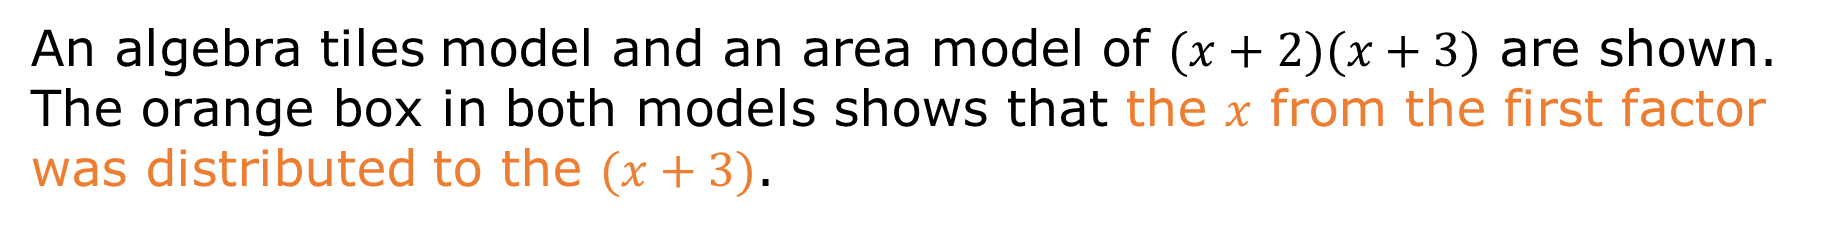 An algebra tiles model and an area model of (x + 2)(x + 3) are shown.
The orange box in both models shows that the x from the first factor
was distributed to the (x + 3).